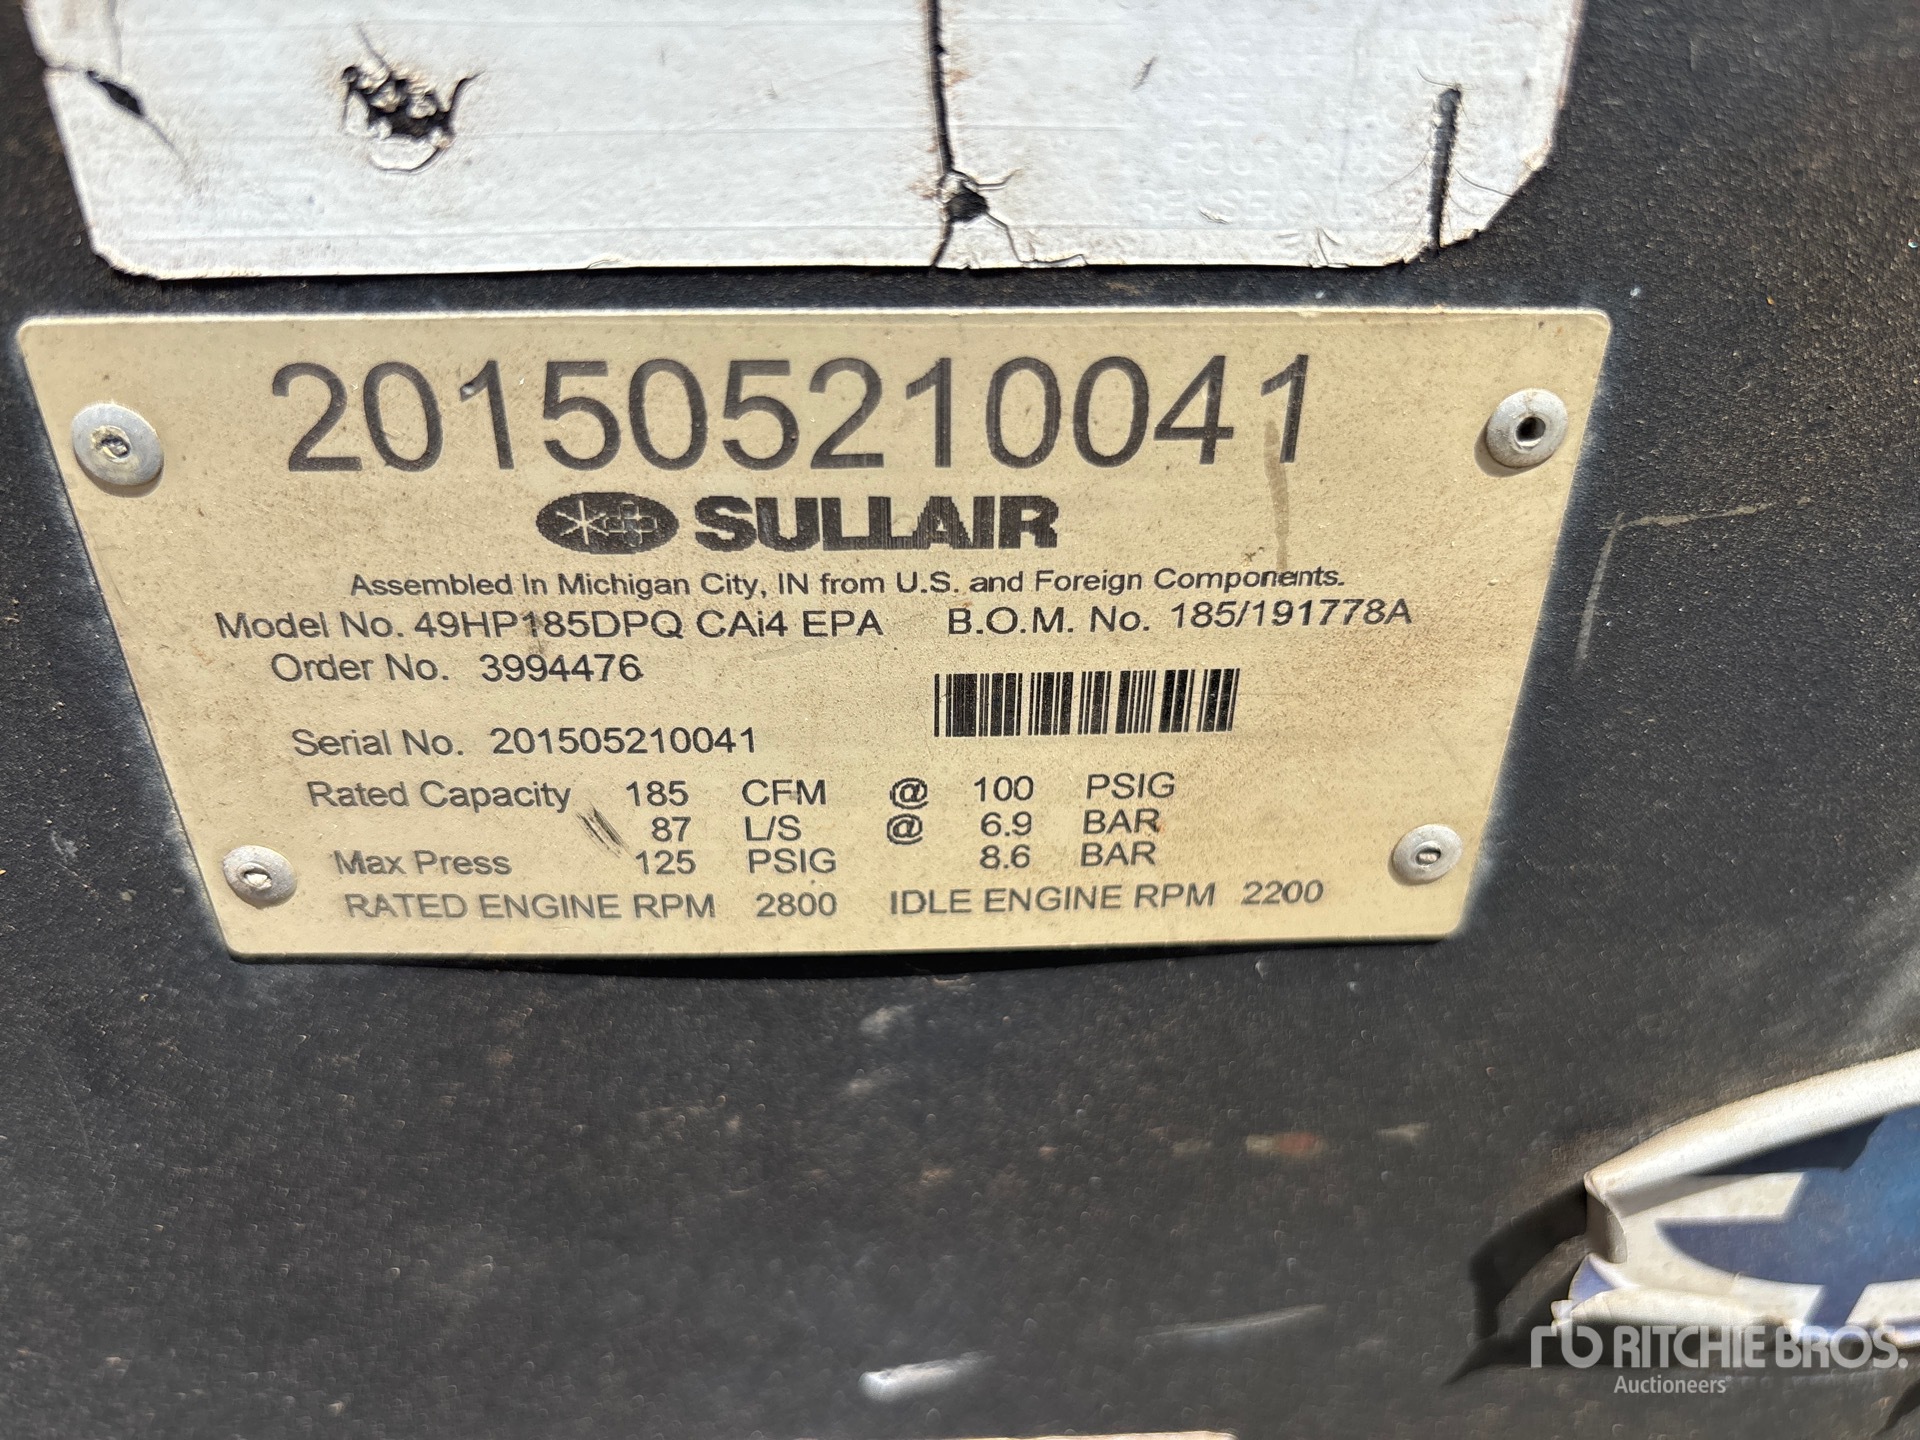 201505210041
SULLAIR
Assembled In Michigan City, IN from U.S. and Foreign Components.
Model No. 49HP185DPQ CAi4 EPA B.O.M. No. 185/191778A
Order No. 3994476
Serial No. 201505210041
Rated Capacity 185 CFM @ 100 PSIG
87 L/S @ 6.9 BAR
Max Press 125 PSIG 8.6 BAR
RATED ENGINE RPM 2800 IDLE ENGINE RPM 2200
rb RITCHIE BROS.
Auctioneers